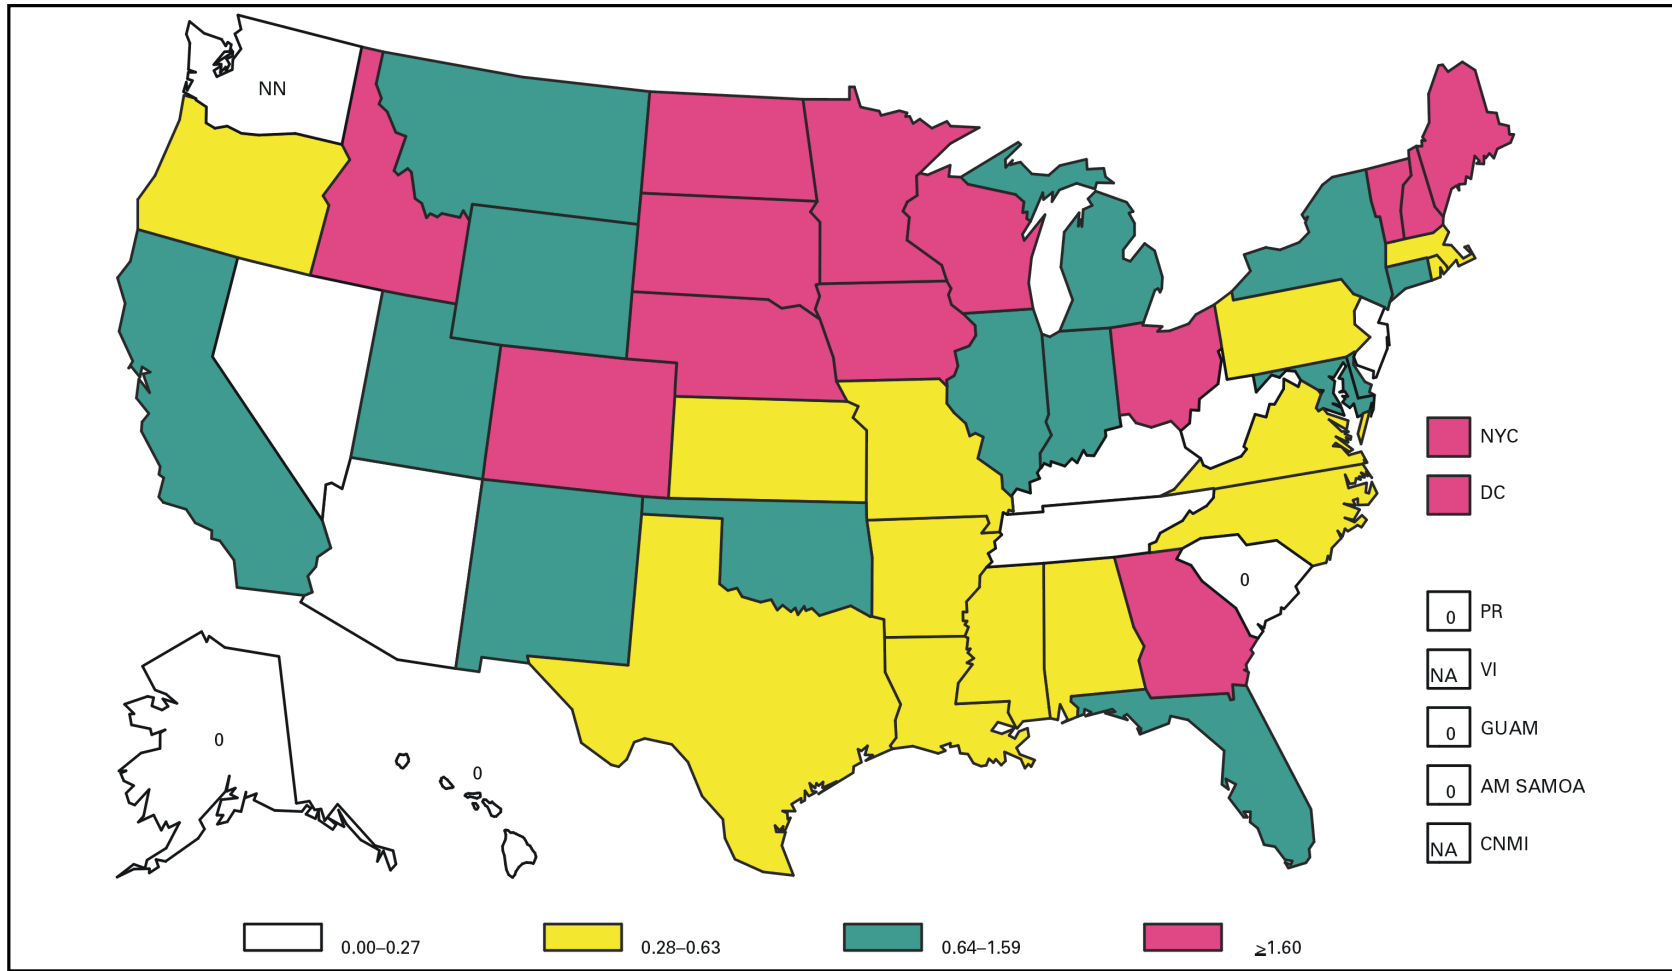 NN
NYC
DC
0
0 PR
NA VI
0 GUAM
0
0
0 AM SAMOA
NA CNMI
0.00–0.27
0.28–0.63
0.64–1.59
≥1.60